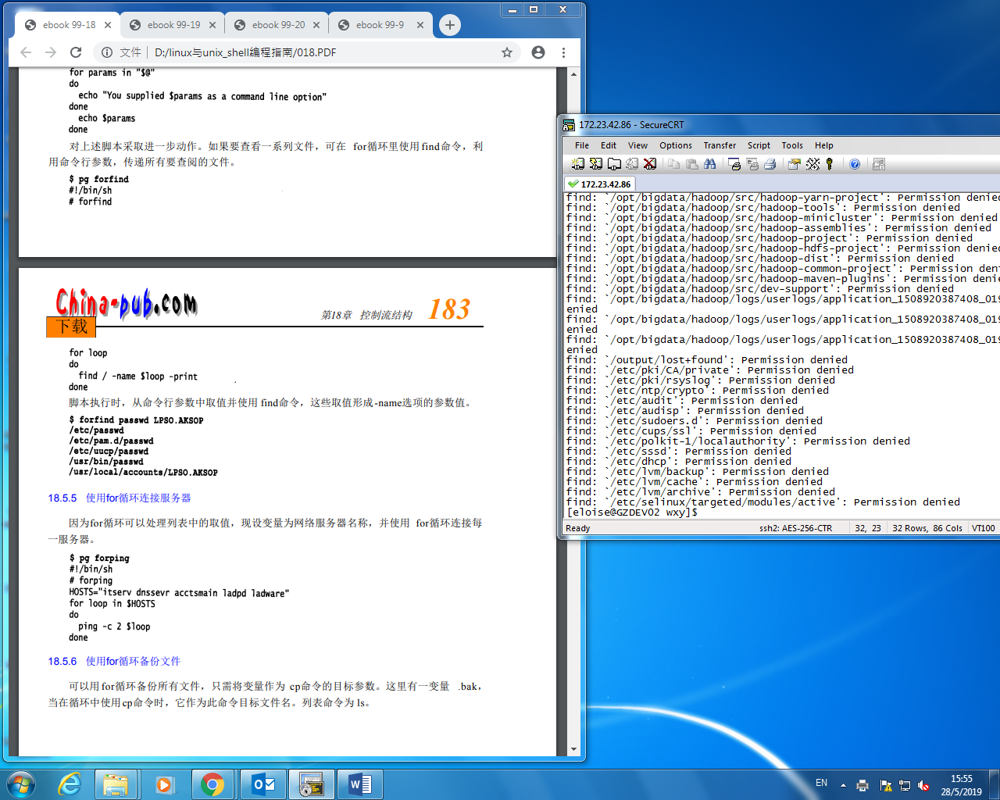 ebook 99-18
ebook 99-19
ebook 99-20
ebook 99-9
文件
D:/linux与unix_shell编程指南/018.PDF
for params in "$@"
do
echo "You supplied $params as a command line option"
done
echo $params
done
对上述脚本采取进一步动作。如果要查看一系列文件，可在 for循环里使用find命令，利
用命令行参数，传递所有要查阅的文件。
$ pg forfind
#!/bin/sh
# forfind
China-pub.com
下载
第18章 控制流结构 183
for loop
do
find / -name $loop -print
done
脚本执行时，从命令行参数中取值并使用 find命令，这些取值形成-name选项的参数值。
$ forfind passwd LPSO.AKSOP
/etc/passwd
/etc/pam.d/passwd
/etc/uucp/passwd
/usr/bin/passwd
/usr/local/accounts/LPSO.AKSOP
18.5.5 使用for循环连接服务器
因为for循环可以处理列表中的取值，现设变量为网络服务器名称，并使用 for循环连接每
一服务器。
$ pg forping
#!/bin/sh
# forping
HOSTS="itserv dnssevr acctsmain ladpd ladware"
for loop in $HOSTS
do
ping -c 2 $loop
done
18.5.6 使用for循环备份文件
可以用for循环备份所有文件，只需将变量作为 cp命令的目标参数。这里有一变量 .bak，
当在循环中使用cp命令时，它作为此命令目标文件名。列表命令为 ls。
172.23.42.86 - SecureCRT
File Edit View Options Transfer Script Tools Help
172.23.42.86
find: `/opt/bigdata/hadoop/src/hadoop-yarn-project': Permission denied
find: `/opt/bigdata/hadoop/src/hadoop-tools': Permission denied
find: `/opt/bigdata/hadoop/src/hadoop-minicluster': Permission denied
find: `/opt/bigdata/hadoop/src/hadoop-assemblies': Permission denied
find: `/opt/bigdata/hadoop/src/hadoop-project': Permission denied
find: `/opt/bigdata/hadoop/src/hadoop-hdfs-project': Permission denied
find: `/opt/bigdata/hadoop/src/hadoop-dist': Permission denied
find: `/opt/bigdata/hadoop/src/hadoop-common-project': Permission den
find: `/opt/bigdata/hadoop/src/hadoop-maven-plugins': Permission denie
find: `/opt/bigdata/hadoop/src/dev-support': Permission denied
find: `/opt/bigdata/hadoop/logs/userlogs/application_1508920387408_019
enied
find: `/opt/bigdata/hadoop/logs/userlogs/application_1508920387408_019
enied
find: `/opt/bigdata/hadoop/logs/userlogs/application_1508920387408_019
enied
find: `/output/lost+found': Permission denied
find: `/etc/pki/CA/private': Permission denied
find: `/etc/pki/rsyslog': Permission denied
find: `/etc/ntp/crypto': Permission denied
find: `/etc/audit': Permission denied
find: `/etc/audisp': Permission denied
find: `/etc/sudoers.d': Permission denied
find: `/etc/cups/ssl': Permission denied
find: `/etc/polkit-1/localauthority': Permission denied
find: `/etc/sssd': Permission denied
find: `/etc/dhcp': Permission denied
find: `/etc/lvm/backup': Permission denied
find: `/etc/lvm/cache': Permission denied
find: `/etc/lvm/archive': Permission denied
find: `/etc/selinux/targeted/modules/active': Permission denied
[eloise@GZDEV02 wxy]$
Ready
ssh2: AES-256-CTR
32, 23
32 Rows, 86 Cols
VT100
EN
15:55
28/5/2019